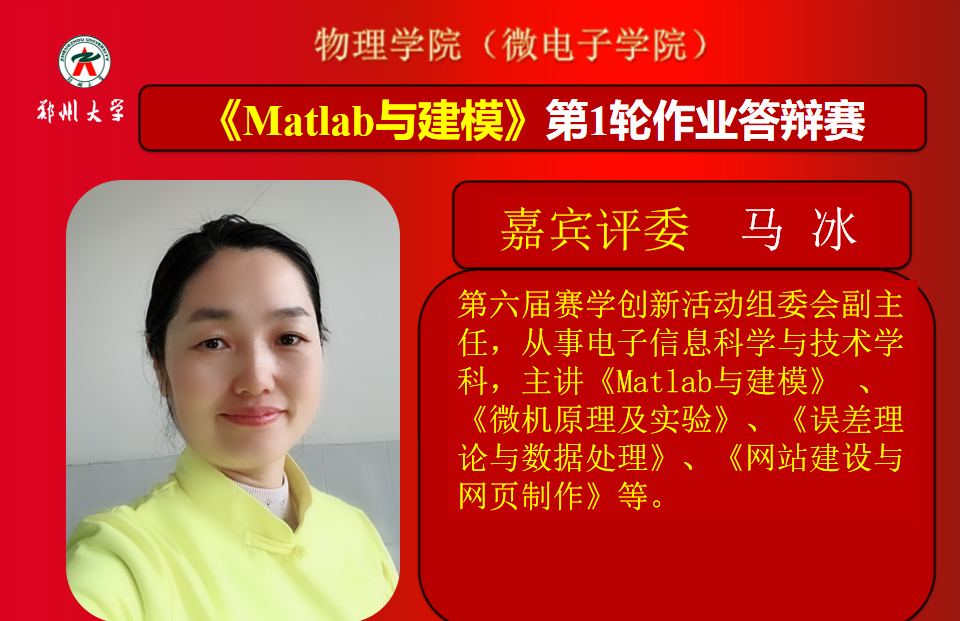 物理学院（微电子学院）
ZHENGZHOU UNIVERSITY
郑州大学
《Matlab与建模》第1轮作业答辩赛
嘉宾评委 马 冰
第六届赛学创新活动组委会副主
任，从事电子信息科学与技术学
科，主讲《Matlab与建模》 、
《微机原理及实验》、《误差理
论与数据处理》、《网站建设与
网页制作》等。